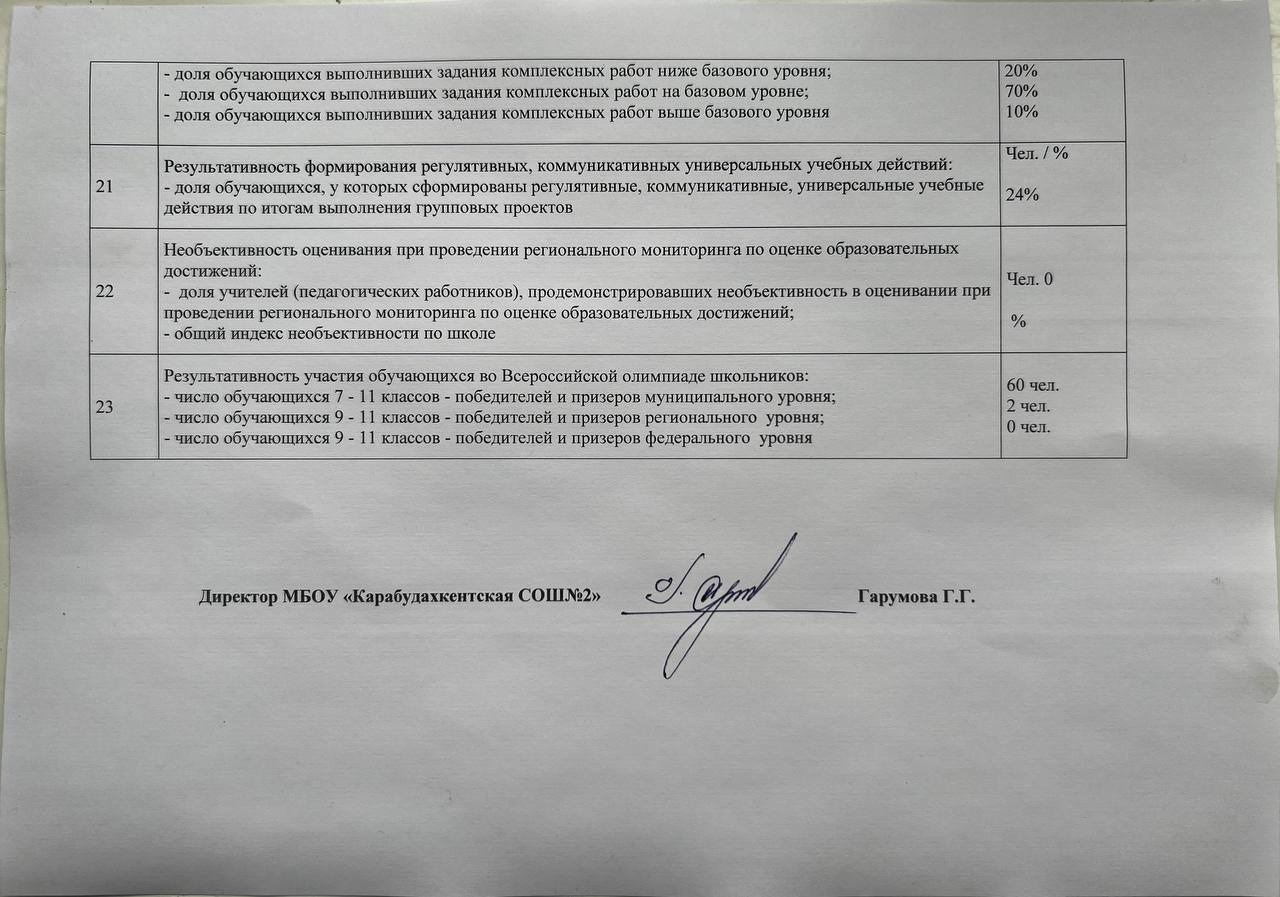 - доля обучающихся выполнивших задания комплексных работ ниже базового уровня;
- доля обучающихся выполнивших задания комплексных работ на базовом уровне;
- доля обучающихся выполнивших задания комплексных работ выше базового уровня
20%
70%
10%
21
Результативность формирования регулятивных, коммуникативных универсальных учебных действий:
- доля обучающихся, у которых сформированы регулятивные, коммуникативные, универсальные учебные
действия по итогам выполнения групповых проектов
Чел. / %
24%
22
Необъективность оценивания при проведении регионального мониторинга по оценке образовательных
достижений:
- доля учителей (педагогических работников), продемонстрировавших необъективность в оценивании при
проведении регионального мониторинга по оценке образовательных достижений;
- общий индекс необъективности по школе
Чел. 0
%
23
Результативность участия обучающихся во Всероссийской олимпиаде школьников:
- число обучающихся 7 - 11 классов - победителей и призеров муниципального уровня;
- число обучающихся 9 - 11 классов - победителей и призеров регионального уровня;
- число обучающихся 9 - 11 классов - победителей и призеров федерального уровня
60 чел.
2 чел.
0 чел.
Директор МБОУ «Карабудахкентская СОШ№2» Гарумова Г.Г.